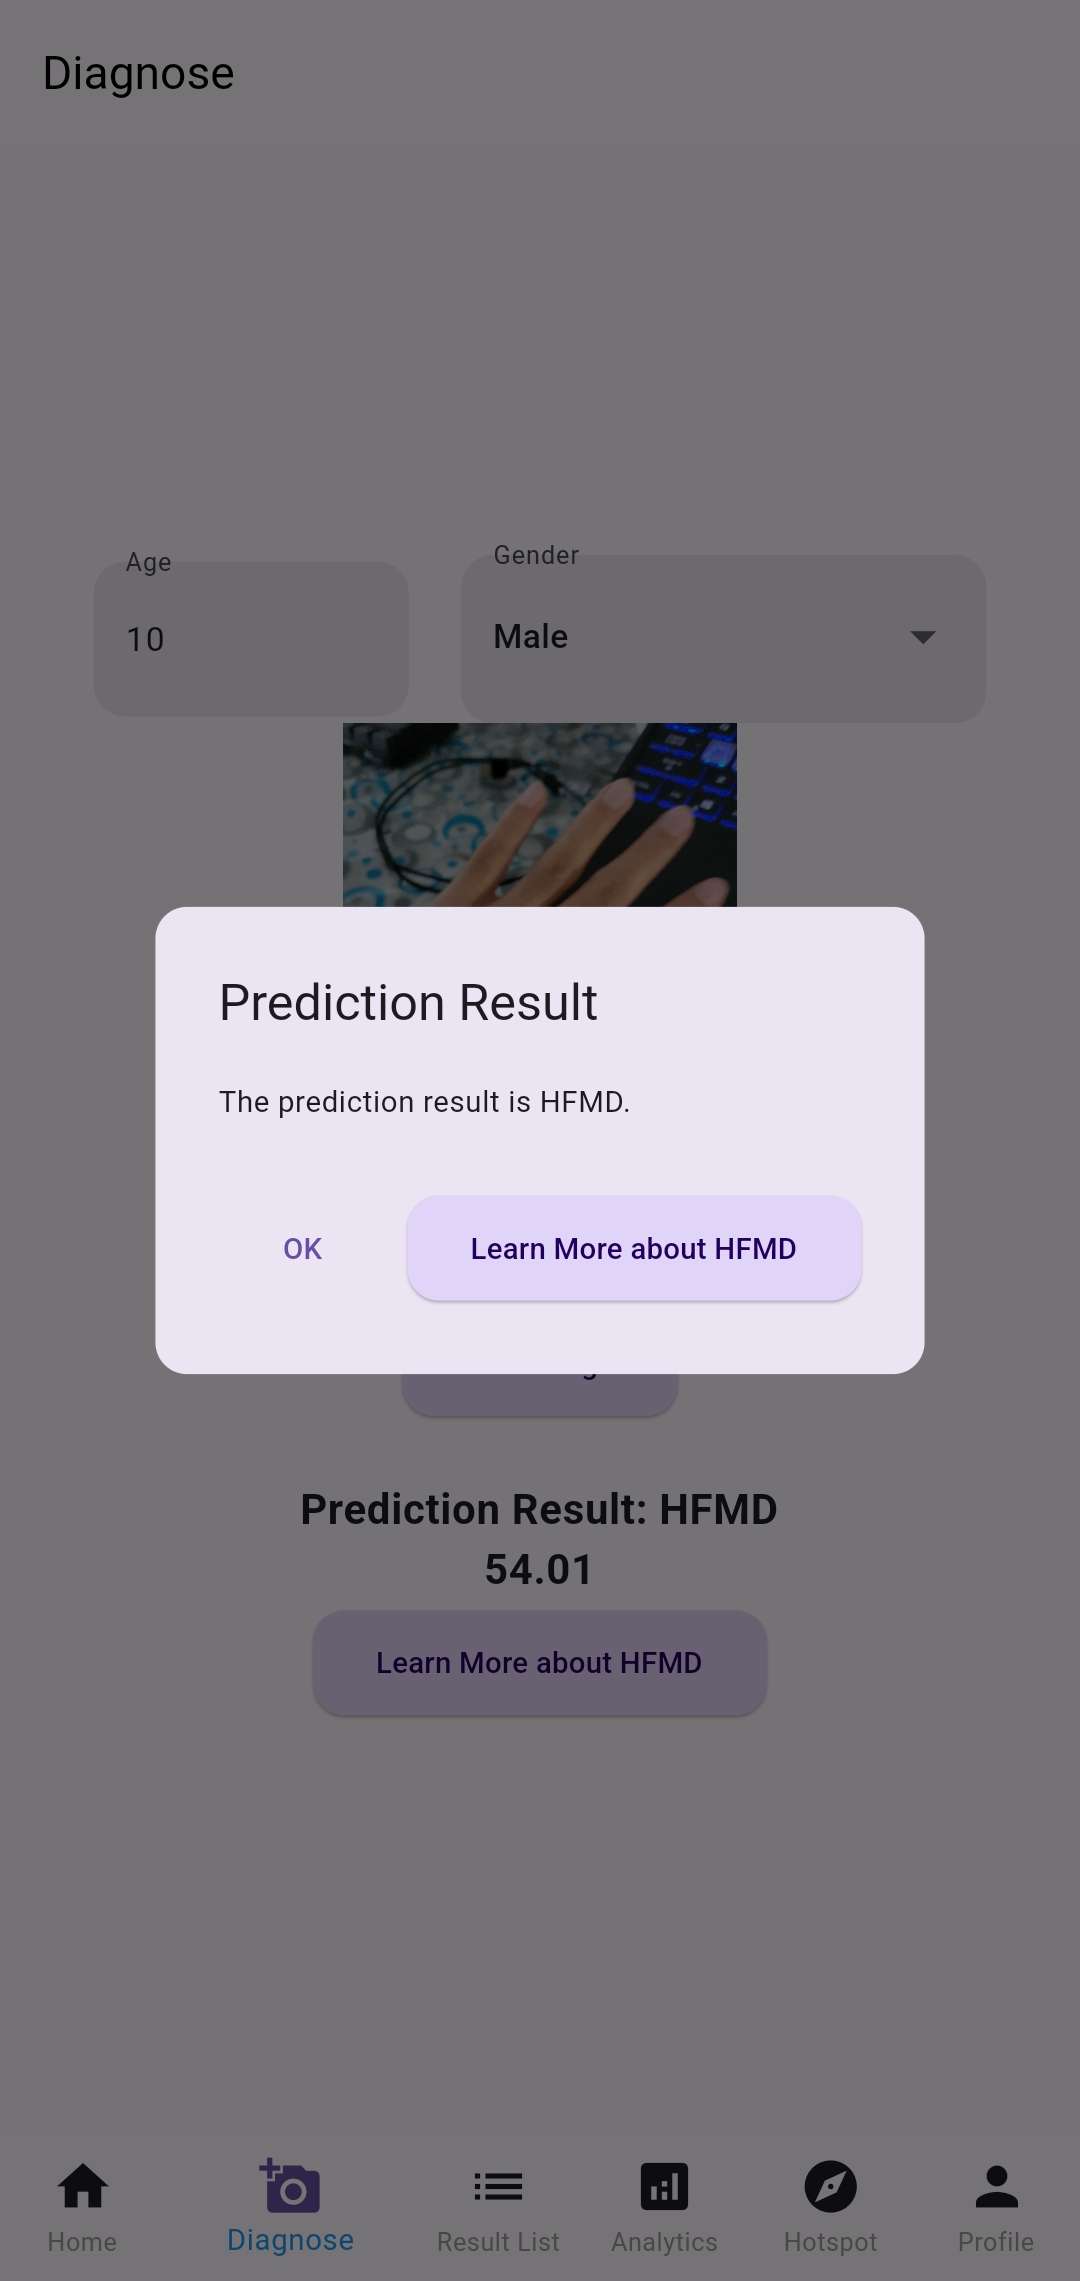 Diagnose
Age
Gender
10
Male
Prediction Result
The prediction result is HFMD.
OK
Learn More about HFMD
Prediction Result: HFMD
54.01
Learn More about HFMD
Home
Diagnose
Result List
Analytics
Hotspot
Profile